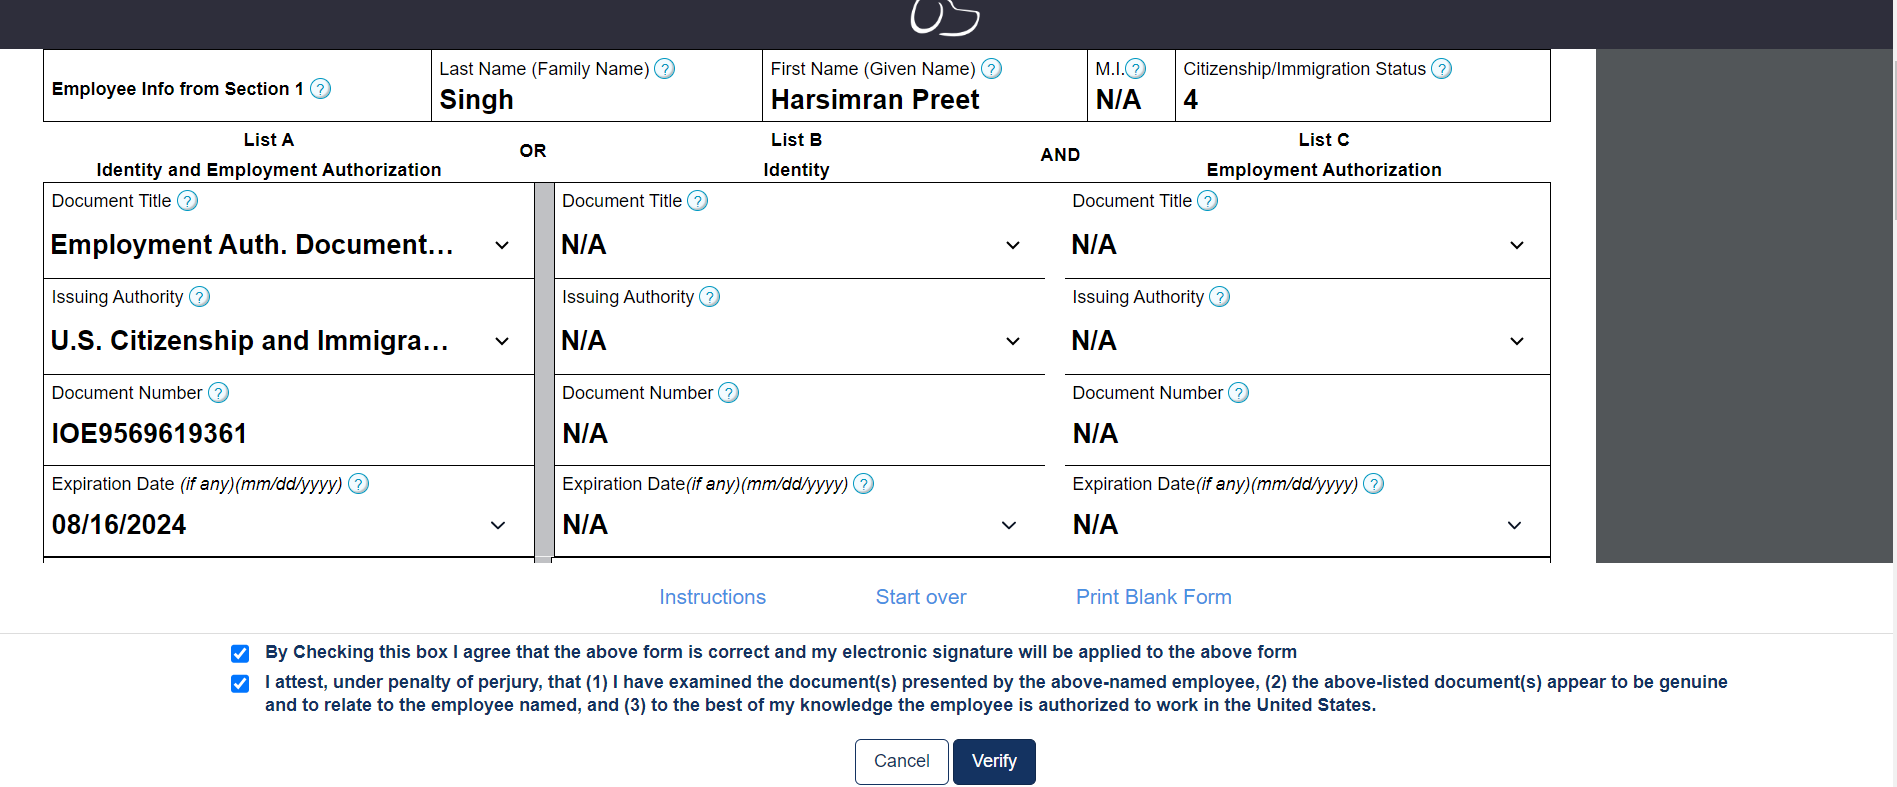 Employee Info from Section 1
Last Name (Family Name)
Singh
First Name (Given Name)
Harsimran Preet
M.I.
N/A
Citizenship/Immigration Status
4
List A
Identity and Employment Authorization
OR
List B
Identity
AND
List C
Employment Authorization
Document Title
Document Title
Document Title
Employment Auth. Document...
N/A
N/A
Issuing Authority
Issuing Authority
Issuing Authority
U.S. Citizenship and Immigra...
N/A
N/A
Document Number
Document Number
Document Number
IOE9569619361
N/A
N/A
Expiration Date (if any)(mm/dd/yyyy)
Expiration Date(if any)(mm/dd/yyyy)
Expiration Date(if any)(mm/dd/yyyy)
08/16/2024
N/A
N/A
Instructions
Start over
Print Blank Form
By Checking this box I agree that the above form is correct and my electronic signature will be applied to the above form
I attest, under penalty of perjury, that (1) I have examined the document(s) presented by the above-named employee, (2) the above-listed document(s) appear to be genuine
and to relate to the employee named, and (3) to the best of my knowledge the employee is authorized to work in the United States.
Cancel
Verify